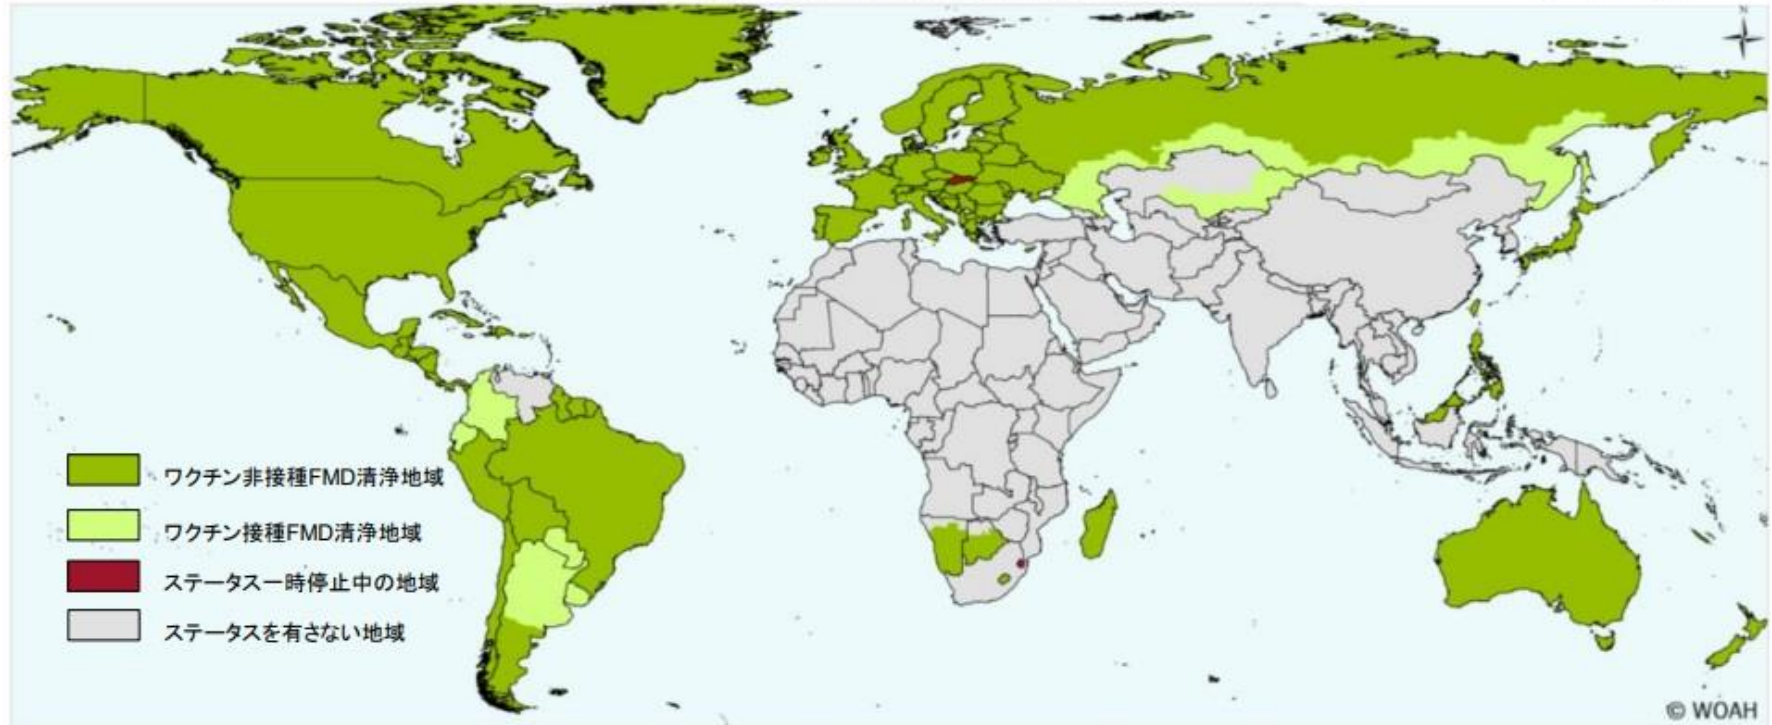 N
ワクチン非接種FMD清浄地域
ワクチン接種FMD清浄地域
ステータス一時停止中の地域
ステータスを有さない地域
© WOAH